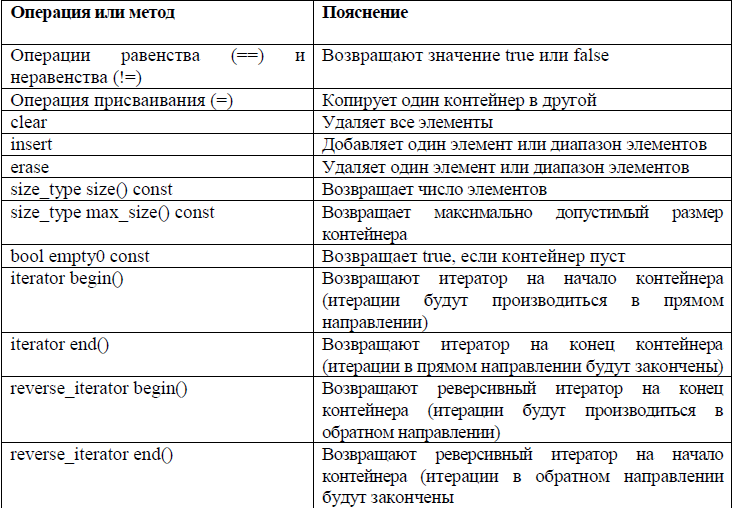 Операция или метод Пояснение
Операции равенства (==) и Возвращают значение true или false
неравенства (!=)
Операция присваивания (=) Копирует один контейнер в другой
clear Удаляет все элементы
insert Добавляет один элемент или диапазон элементов
erase Удаляет один элемент или диапазон элементов
size_type size() const Возвращает число элементов
size_type max_size() const Возвращает максимально допустимый размер
контейнера
bool empty0 const Возвращает true, если контейнер пуст
iterator begin() Возвращают итератор на начало контейнера
(итерации будут производиться в прямом
направлении)
iterator end() Возвращают итератор на конец контейнера
(итерации в прямом направлении будут закончены)
reverse_iterator begin() Возвращают реверсивный итератор на конец
контейнера (итерации будут производиться в
обратном направлении)
reverse_iterator end() Возвращают реверсивный итератор на начало
контейнера (итерации в обратном направлении
будут закончены